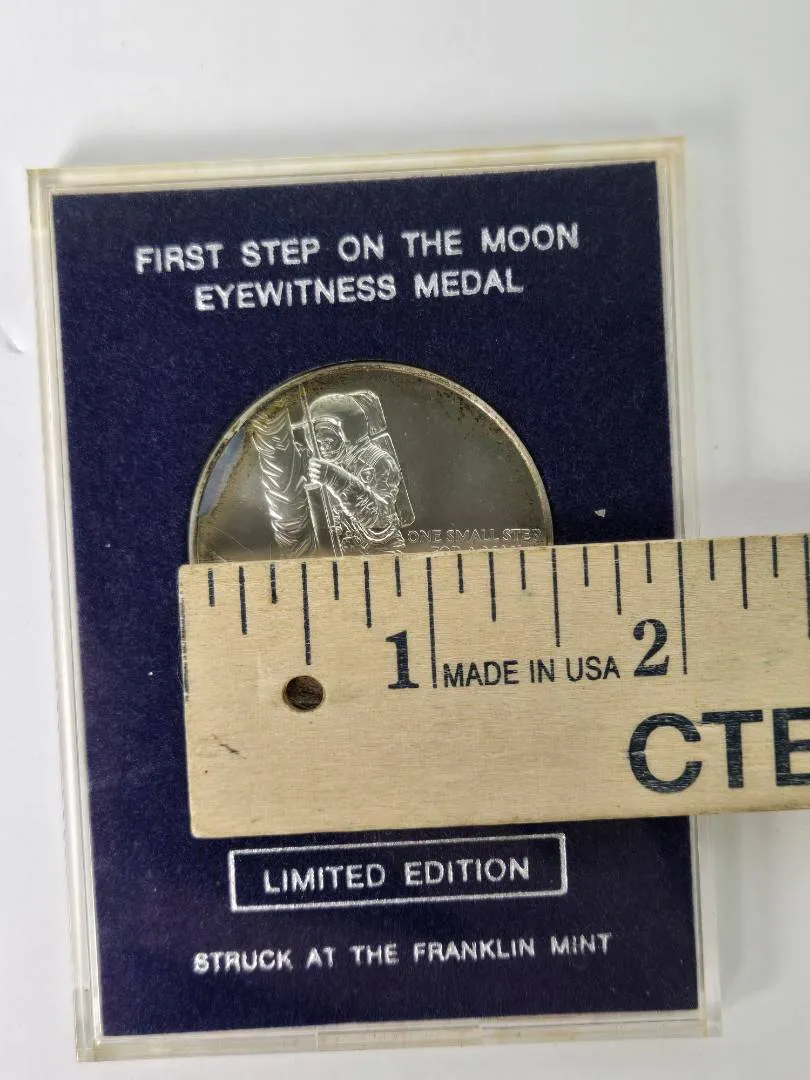 FIRST STEP ON THE MOON
EYEWITNESS MEDAL
ONE SMALL STEP
1 MADE IN USA 2
CTE
LIMITED EDITION
STRUCK AT THE FRANKLIN MINT